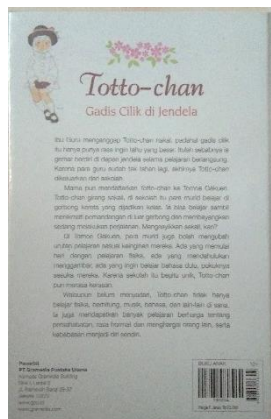 Totto-chan
Gadis Cilik di Jendela
Ibu Guru menganggap Totto-chan nakal, padahal gadis cilik
itu hanya punya rasa ingin tahu yang besar. Itulah sebabnya ia
gemar berdiri di depan jendela selama pelajaran berlangsung.
Karena para guru sudah tak tahan lagi, akhirnya Totto-chan
dikeluarkan dari sekolah.
Mama pun mendaftarkan Totto-chan ke Tomoe Gakuen.
Totto-chan girang sekali, di sekolah itu para murid belajar di
gerbong kereta yang dijadikan kelas. Ia bisa belajar sambil
menikmati pemandangan di luar gerbong dan membayangkan
sedang melakukan perjalanan. Mengasyikkan sekali, kan?
Di Tomoe Gakuen, para murid juga boleh mengubah
urutan pelajaran sesuai keinginan mereka. Ada yang memulai
hari dengan pelajaran fisika, ada yang mendahulukan
menggambar, ada yang ingin belajar bahasa dulu, pokoknya
sesuka mereka. Karena sekolah itu begitu unik, Totto-chan
pun merasa kerasan.
Walaupun belum menyadari, Totto-chan tidak hanya
belajar fisika, berhitung, musik, bahasa, dan lain-lain di sana.
Ia juga mendapatkan banyak pelajaran berharga tentang
persahabatan, rasa hormat dan menghargai orang lain, serta
kebebasan menjadi diri sendiri.
Penerbit
PT Gramedia Pustaka Utama